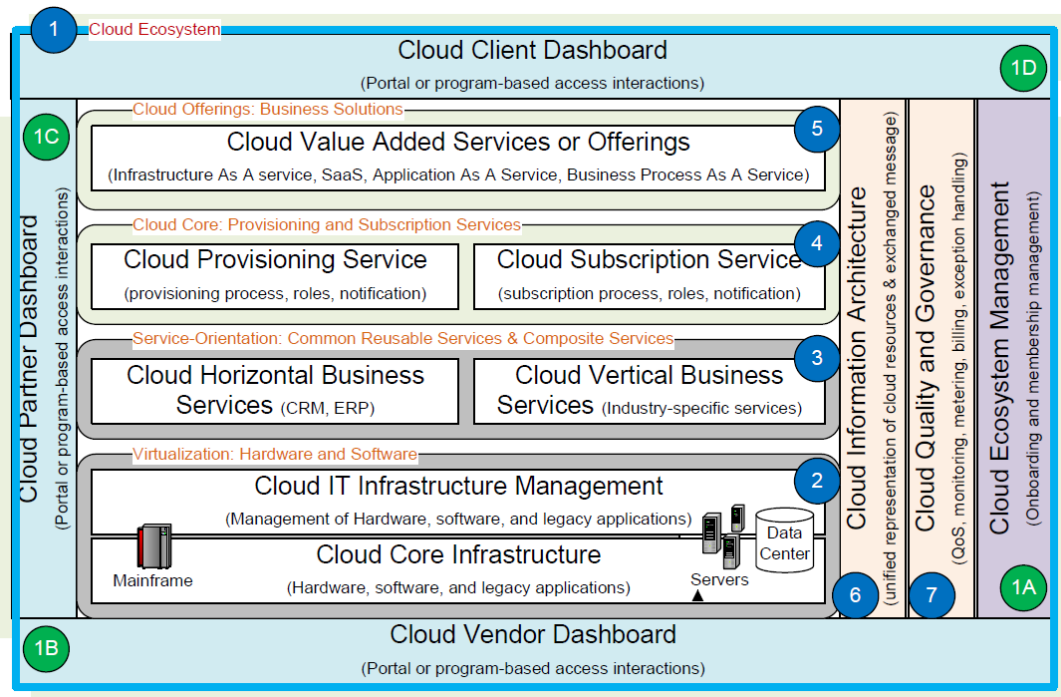 1
Cloud Ecosystem
Cloud Client Dashboard
(Portal or program-based access interactions)
1D
1C
Cloud Partner Dashboard
(Portal or program-based access interactions)
Cloud Offerings: Business Solutions
5
Cloud Value Added Services or Offerings
(Infrastructure As A service, SaaS, Application As A Service, Business Process As A Service)
Cloud Core: Provisioning and Subscription Services
4
Cloud Provisioning Service
(provisioning process, roles, notification)
Cloud Subscription Service
(subscription process, roles, notification)
Service-Orientation: Common Reusable Services & Composite Services
3
Cloud Horizontal Business
Services (CRM, ERP)
Cloud Vertical Business
Services (Industry-specific services)
Virtualization: Hardware and Software
2
Cloud IT Infrastructure Management
(Management of Hardware, software, and legacy applications)
Cloud Core Infrastructure
(Hardware, software, and legacy applications)
Mainframe
Servers
Data
Center
Cloud Information Architecture
(unified representation of cloud resources & exchanged message)
6
Cloud Quality and Governance
(QoS, monitoring, metering, billing, exception handling)
7
Cloud Ecosystem Management
(Onboarding and membership management)
1A
1B
Cloud Vendor Dashboard
(Portal or program-based access interactions)